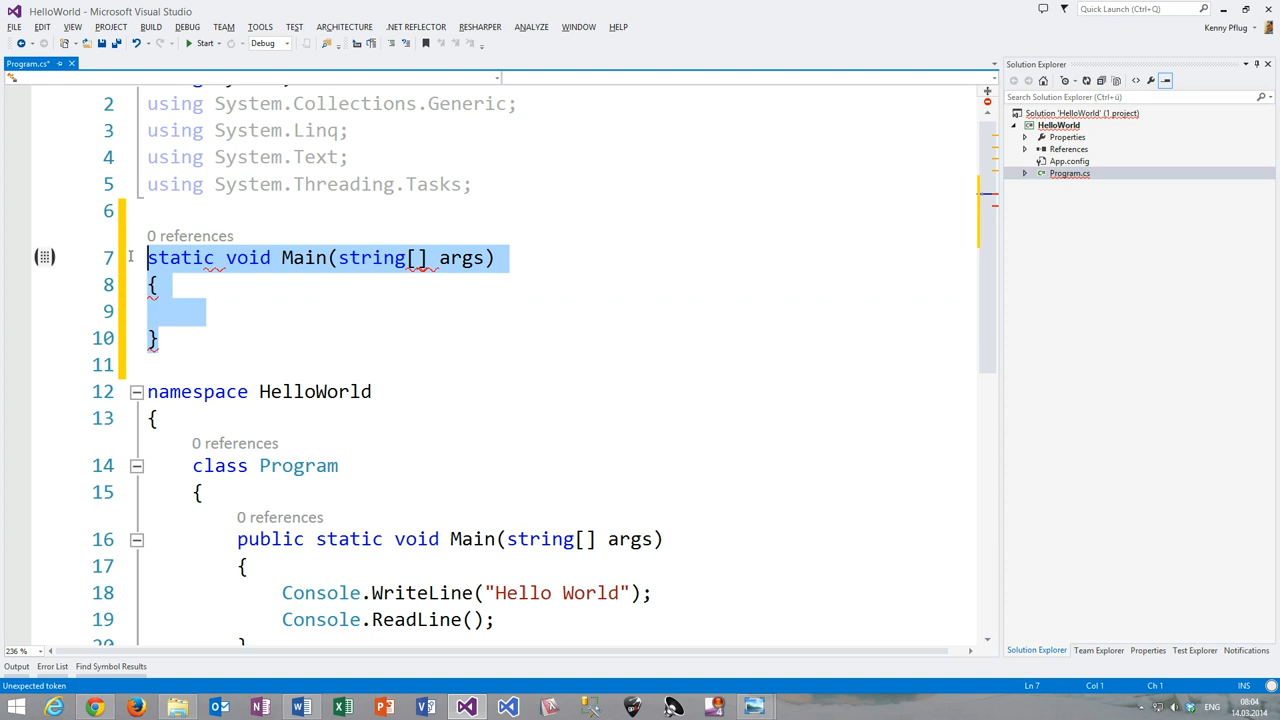 HelloWorld - Microsoft Visual Studio
Quick Launch (Ctrl+Q)
FILE EDIT VIEW PROJECT BUILD DEBUG TEAM TOOLS TEST ARCHITECTURE .NET REFLECTOR RESHARPER ANALYZE WINDOW HELP
Kenny Pflug
Start Debug
Program.cs*
Solution Explorer
Search Solution Explorer (Ctrl+ü)
Solution 'HelloWorld' (1 project)
HelloWorld
Properties
References
App.config
Program.cs
2 using System.Collections.Generic;
3 using System.Linq;
4 using System.Text;
5 using System.Threading.Tasks;
6
0 references
7 static void Main(string[] args)
8 {
9
10 }
11
12 namespace HelloWorld
13 {
0 references
14 class Program
15 {
0 references
16 public static void Main(string[] args)
17 {
18 Console.WriteLine("Hello World");
19 Console.ReadLine();
20 }
236 %
Solution Explorer Team Explorer Properties Test Explorer Notifications
Output Error List Find Symbol Results
Unexpected token Ln 7 Col 1 Ch 1 INS
ENG 08:04
14.03.2014